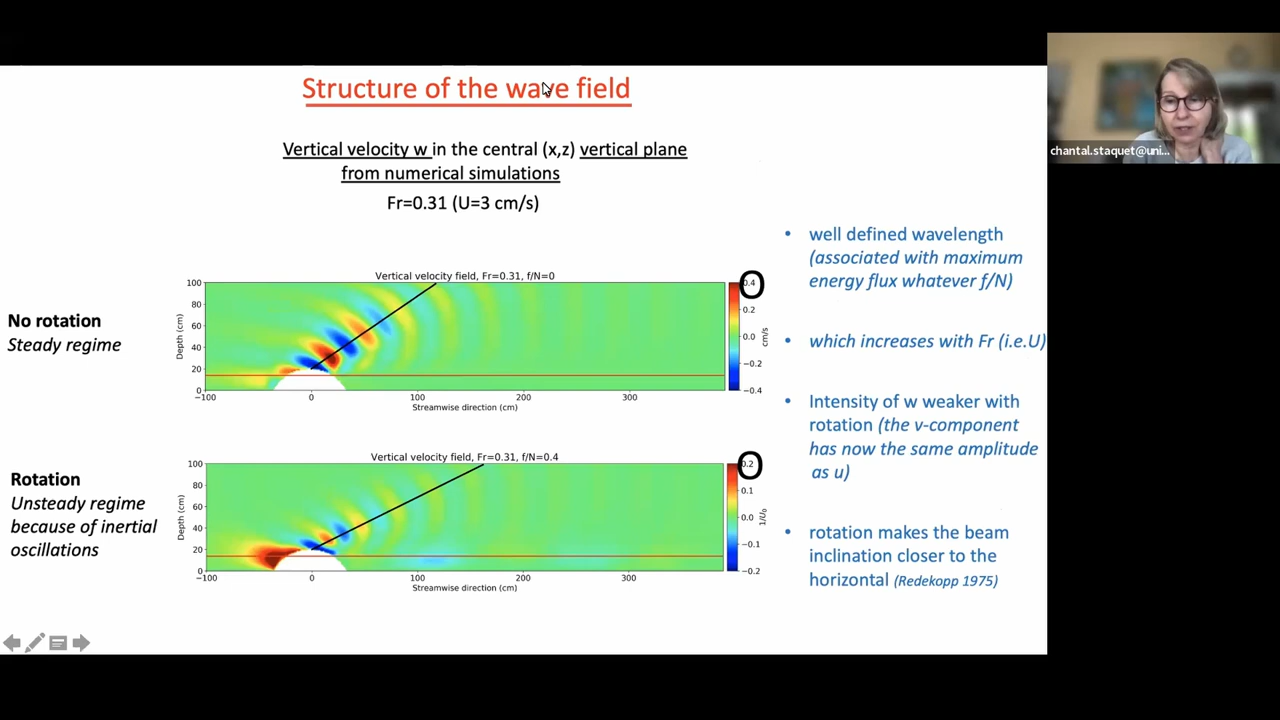 Structure of the wave field
Vertical velocity w in the central (x,z) vertical plane
from numerical simulations
Fr=0.31 (U=3 cm/s)
chantal.staquet@uni...
No rotation
Steady regime
Vertical velocity field, Fr=0.31, f/N=0
Depth (cm)
100
80
60
40
20
0
−100
0
100
200
300
Streamwise direction (cm)
O
0.4
0.2
0.0
−0.2
−0.4
cm/s
Rotation
Unsteady regime
because of inertial
oscillations
Vertical velocity field, Fr=0.31, f/N=0.4
Depth (cm)
100
80
60
40
20
0
−100
0
100
200
300
Streamwise direction (cm)
O
0.2
0.1
0.0
−0.1
−0.2
1/U₀
• well defined wavelength
(associated with maximum
energy flux whatever f/N)
• which increases with Fr (i.e.U)
• Intensity of w weaker with
rotation (the v-component
has now the same amplitude
as u)
• rotation makes the beam
inclination closer to the
horizontal (Redekopp 1975)